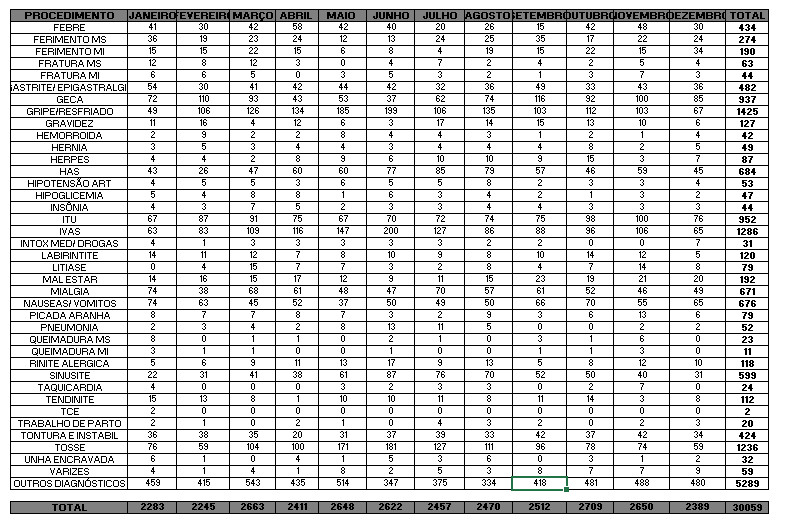 PROCEDIMENTO JANEIRO FEVEREIRO MARÇO ABRIL MAIO JUNHO JULHO AGOSTO SETEMBRO OUTUBRO NOVEMBRO DEZEMBRO TOTAL
FEBRE 41 30 42 58 42 40 20 26 15 42 48 30 434
FERIMENTO MS 36 19 23 24 12 13 24 25 35 17 22 24 274
FERIMENTO MI 15 15 22 15 6 8 4 19 15 22 15 34 190
FRATURA MS 12 8 12 3 0 4 7 2 4 2 5 4 63
FRATURA MI 6 6 5 0 3 5 3 2 1 3 7 3 44
GASTRITE/ EPIGASTRALGI 54 30 41 42 44 42 32 36 49 33 43 36 482
GECA 72 110 93 43 53 37 62 74 116 92 100 85 937
GRIPE/RESFRIADO 49 106 126 134 185 199 106 135 103 112 103 67 1425
GRAVIDEZ 11 16 4 12 6 3 17 14 15 13 10 6 127
HEMORROIDA 2 9 2 2 8 4 4 3 1 2 1 4 42
HERNIA 3 5 3 4 4 3 4 4 4 8 2 5 49
HERPES 4 4 2 8 9 6 10 10 9 15 3 7 87
HAS 43 26 47 60 60 77 85 79 57 46 59 45 684
HIPOTENSÃO ART 4 5 5 3 6 5 5 8 2 3 3 4 53
HIPOGLICEMIA 5 4 8 8 1 6 3 4 2 1 3 2 47
INSÔNIA 4 3 7 5 2 3 3 4 4 3 3 3 44
ITU 67 87 91 75 67 70 72 74 75 98 100 76 952
IVAS 63 83 109 116 147 200 127 86 88 96 106 65 1286
INTOX MED/ DROGAS 4 1 3 3 3 3 2 2 0 0 7 31
LABIRINTITE 14 11 12 7 8 10 9 8 10 14 12 5 120
LITIASE 0 4 15 7 7 3 2 8 4 7 14 8 79
MAL ESTAR 14 16 15 17 12 9 11 15 23 19 21 20 192
MIALGIA 74 38 68 61 48 47 70 57 61 52 46 49 671
NAUSEAS/ VOMITOS 74 63 45 52 37 50 49 50 66 70 55 65 676
PICADA ARANHA 8 7 7 8 7 3 2 9 3 6 13 6 79
PNEUMONIA 2 3 4 2 8 13 11 5 0 0 2 2 52
QUEIMADURA MS 8 0 1 1 0 2 1 0 3 1 6 0 23
QUEIMADURA MI 3 1 1 0 0 1 0 0 1 1 3 0 11
RINITE ALERGICA 5 6 9 11 13 17 9 13 5 8 12 10 118
SINUSITE 22 31 41 38 61 87 76 70 52 50 40 31 599
TAQUICARDIA 4 0 0 0 3 2 3 3 0 2 7 0 24
TENDINITE 15 13 8 1 10 10 11 8 11 14 3 8 112
TCE 2 0 0 0 0 0 0 0 0 0 0 0 2
TRABALHO DE PARTO 2 1 0 2 1 0 4 3 2 0 2 3 20
TONTURA E INSTABIL 36 38 35 20 31 37 39 33 42 37 42 34 424
TOSSE 76 59 104 100 171 181 127 111 96 78 74 59 1236
UNHA ENCRAVADA 6 1 0 4 1 5 3 6 0 3 1 2 32
VARIZES 4 1 4 1 8 2 5 3 8 7 7 9 59
OUTROS DIAGNÓSTICOS 459 415 543 435 514 347 375 334 418 481 488 480 5289
TOTAL 2283 2245 2663 2411 2648 2622 2457 2470 2512 2709 2650 2389 30059